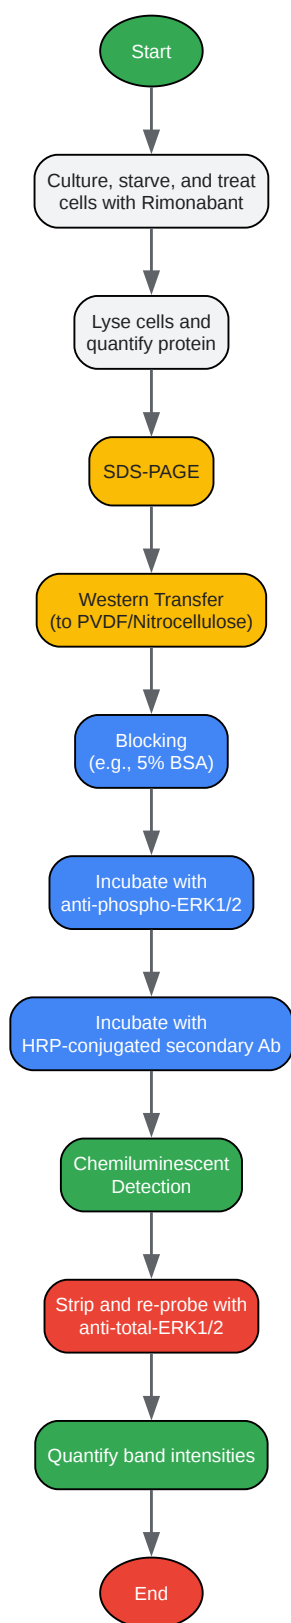 Start
Culture, starve, and treat
cells with Rimonabant
Lyse cells and
quantify protein
SDS-PAGE
Western Transfer
(to PVDF/Nitrocellulose)
Blocking
(e.g., 5% BSA)
Incubate with
anti-phospho-ERK1/2
Incubate with
HRP-conjugated secondary Ab
Chemiluminescent
Detection
Strip and re-probe with
anti-total-ERK1/2
Quantify band intensities
End